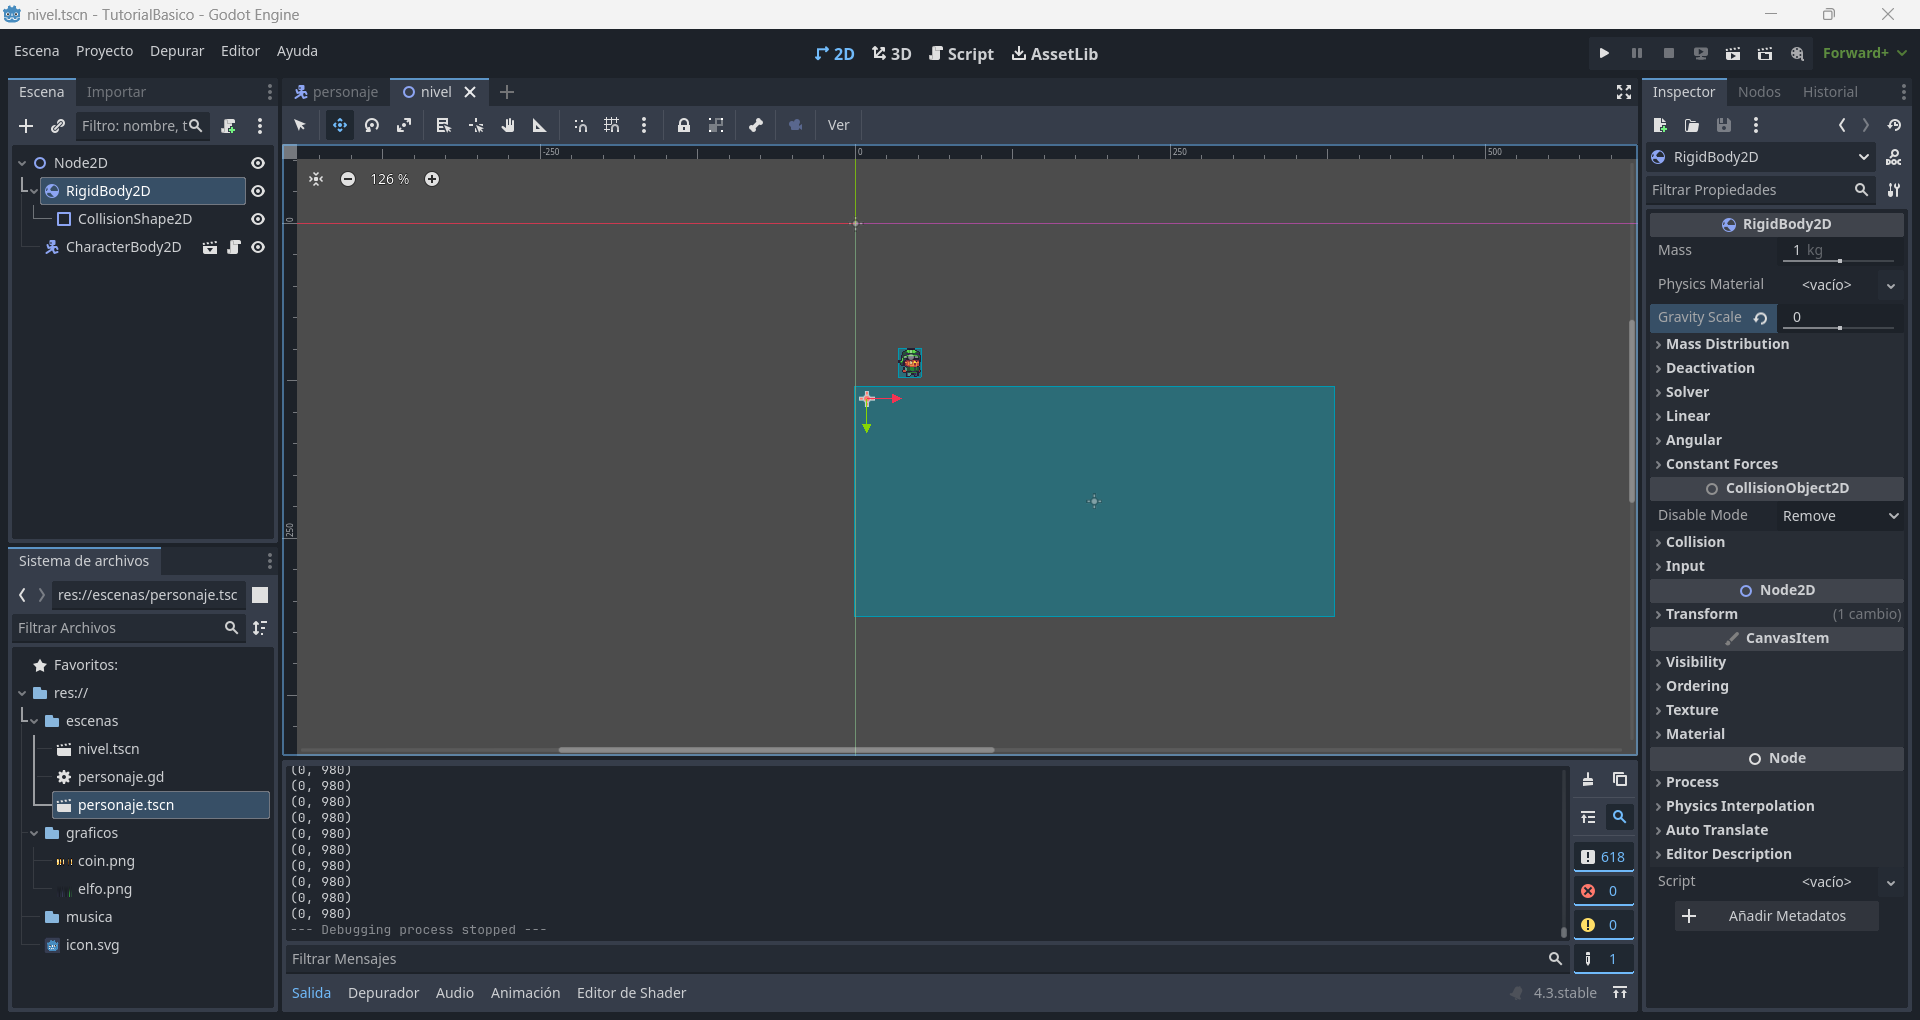 nivel.tscn - TutorialBasico - Godot Engine
Escena Proyecto Depurar Editor Ayuda
2D 3D Script AssetLib
Forward+
Escena Importar
Filtro: nombre, t
Node2D
RigidBody2D
CollisionShape2D
CharacterBody2D
Sistema de archivos
res://escenas/personaje.tsc
Filtrar Archivos
Favoritos:
res://
escenas
nivel.tscn
personaje.gd
personaje.tscn
graficos
coin.png
elfo.png
musica
icon.svg
personaje nivel
Ver
-250 0 250 500
126 %
0
250
(0, 980)
(0, 980)
(0, 980)
(0, 980)
(0, 980)
(0, 980)
(0, 980)
(0, 980)
(0, 980)
(0, 980)
--- Debugging process stopped ---
618
0
0
1
Filtrar Mensajes
Salida Depurador Audio Animación Editor de Shader
4.3.stable
Inspector Nodos Historial
RigidBody2D
DOC
Filtrar Propiedades
RigidBody2D
Mass 1 kg
Physics Material <vacío>
Gravity Scale 0
Mass Distribution
Deactivation
Solver
Linear
Angular
Constant Forces
CollisionObject2D
Disable Mode Remove
Collision
Input
Node2D
Transform (1 cambio)
CanvasItem
Visibility
Ordering
Texture
Material
Node
Process
Physics Interpolation
Auto Translate
Editor Description
Script <vacío>
Añadir Metadatos